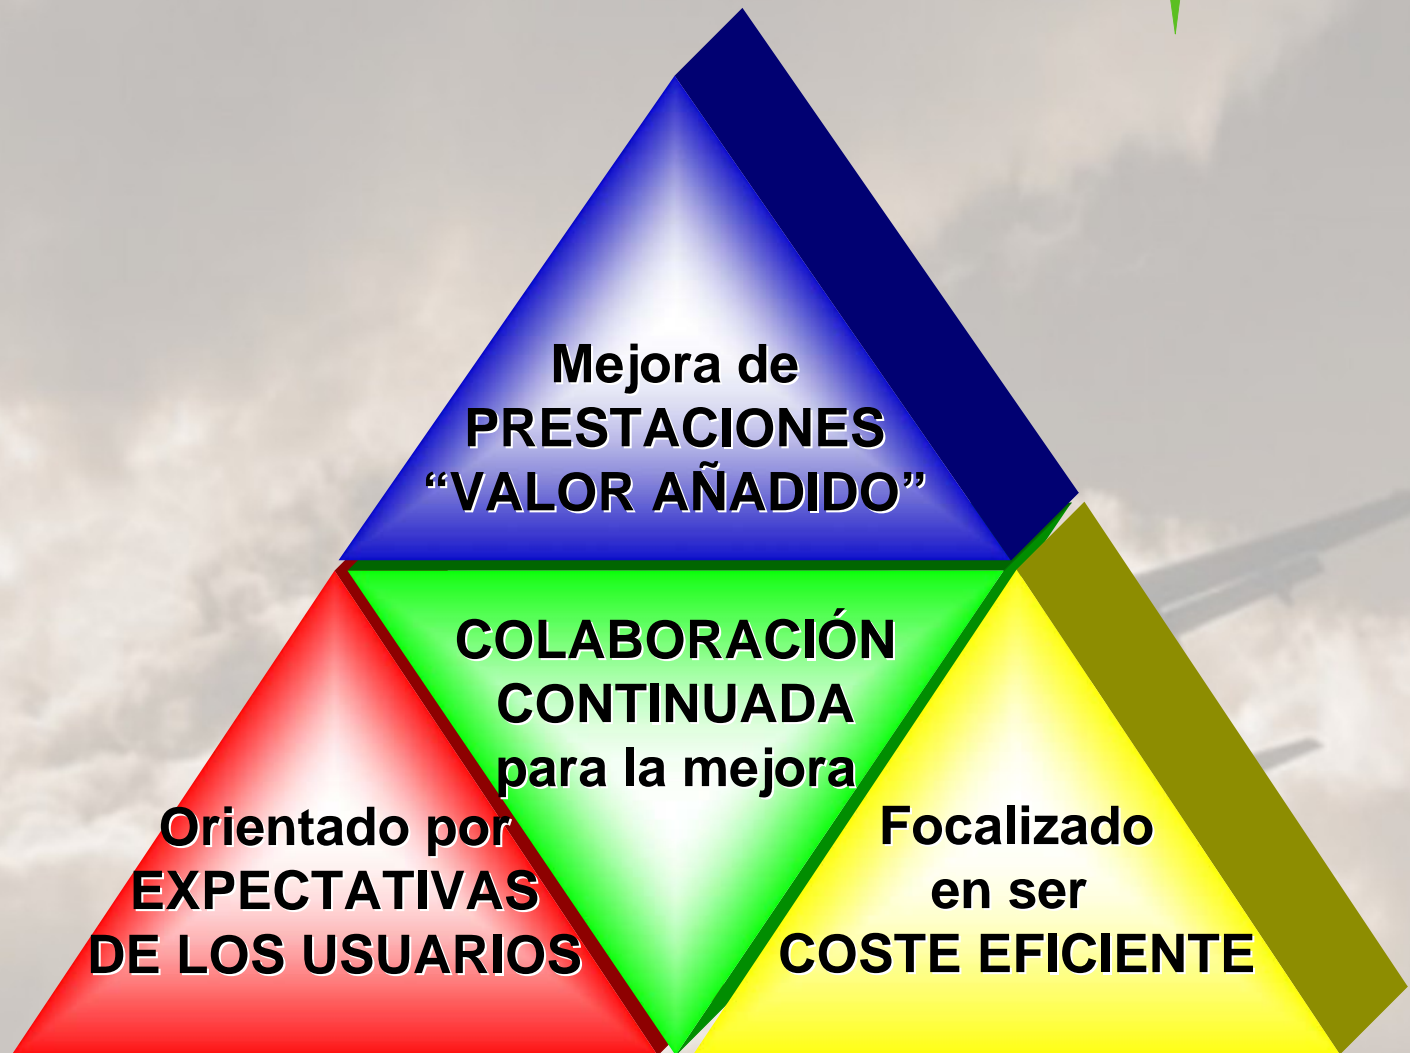 Mejora de
PRESTACIONES
“VALOR AÑADIDO”
COLABORACIÓN
CONTINUADA
para la mejora
Orientado por
EXPECTATIVAS
DE LOS USUARIOS
Focalizado
en ser
COSTE EFICIENTE